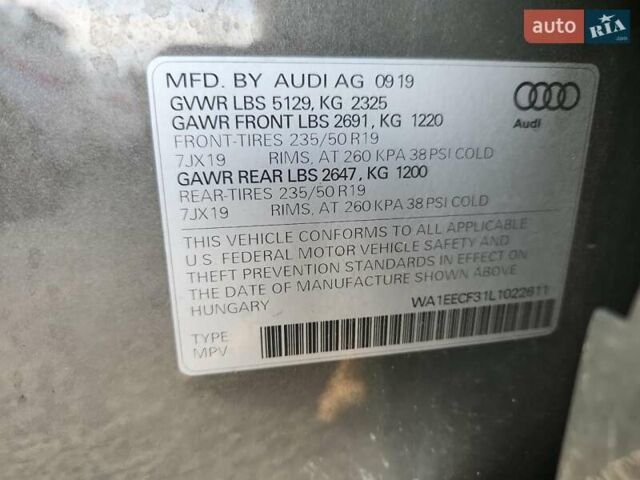 auto RIA.com
MFD. BY AUDI AG 09 19
GVWR LBS 5129, KG 2325
GAWR FRONT LBS 2691, KG 1220
FRONT-TIRES 235/50 R19
7JX19 RIMS, AT 260 KPA 38 PSI COLD
GAWR REAR LBS 2647, KG 1200
REAR-TIRES 235/50 R19
7JX19 RIMS, AT 260 KPA 38 PSI COLD
Audi
THIS VEHICLE CONFORMS TO ALL APPLICABLE
U.S. FEDERAL MOTOR VEHICLE SAFETY AND
THEFT PREVENTION STANDARDS IN EFFECT ON
THE DATE OF MANUFACTURE SHOWN ABOVE
HUNGARY WA1EECF31L1022611
TYPE
MPV